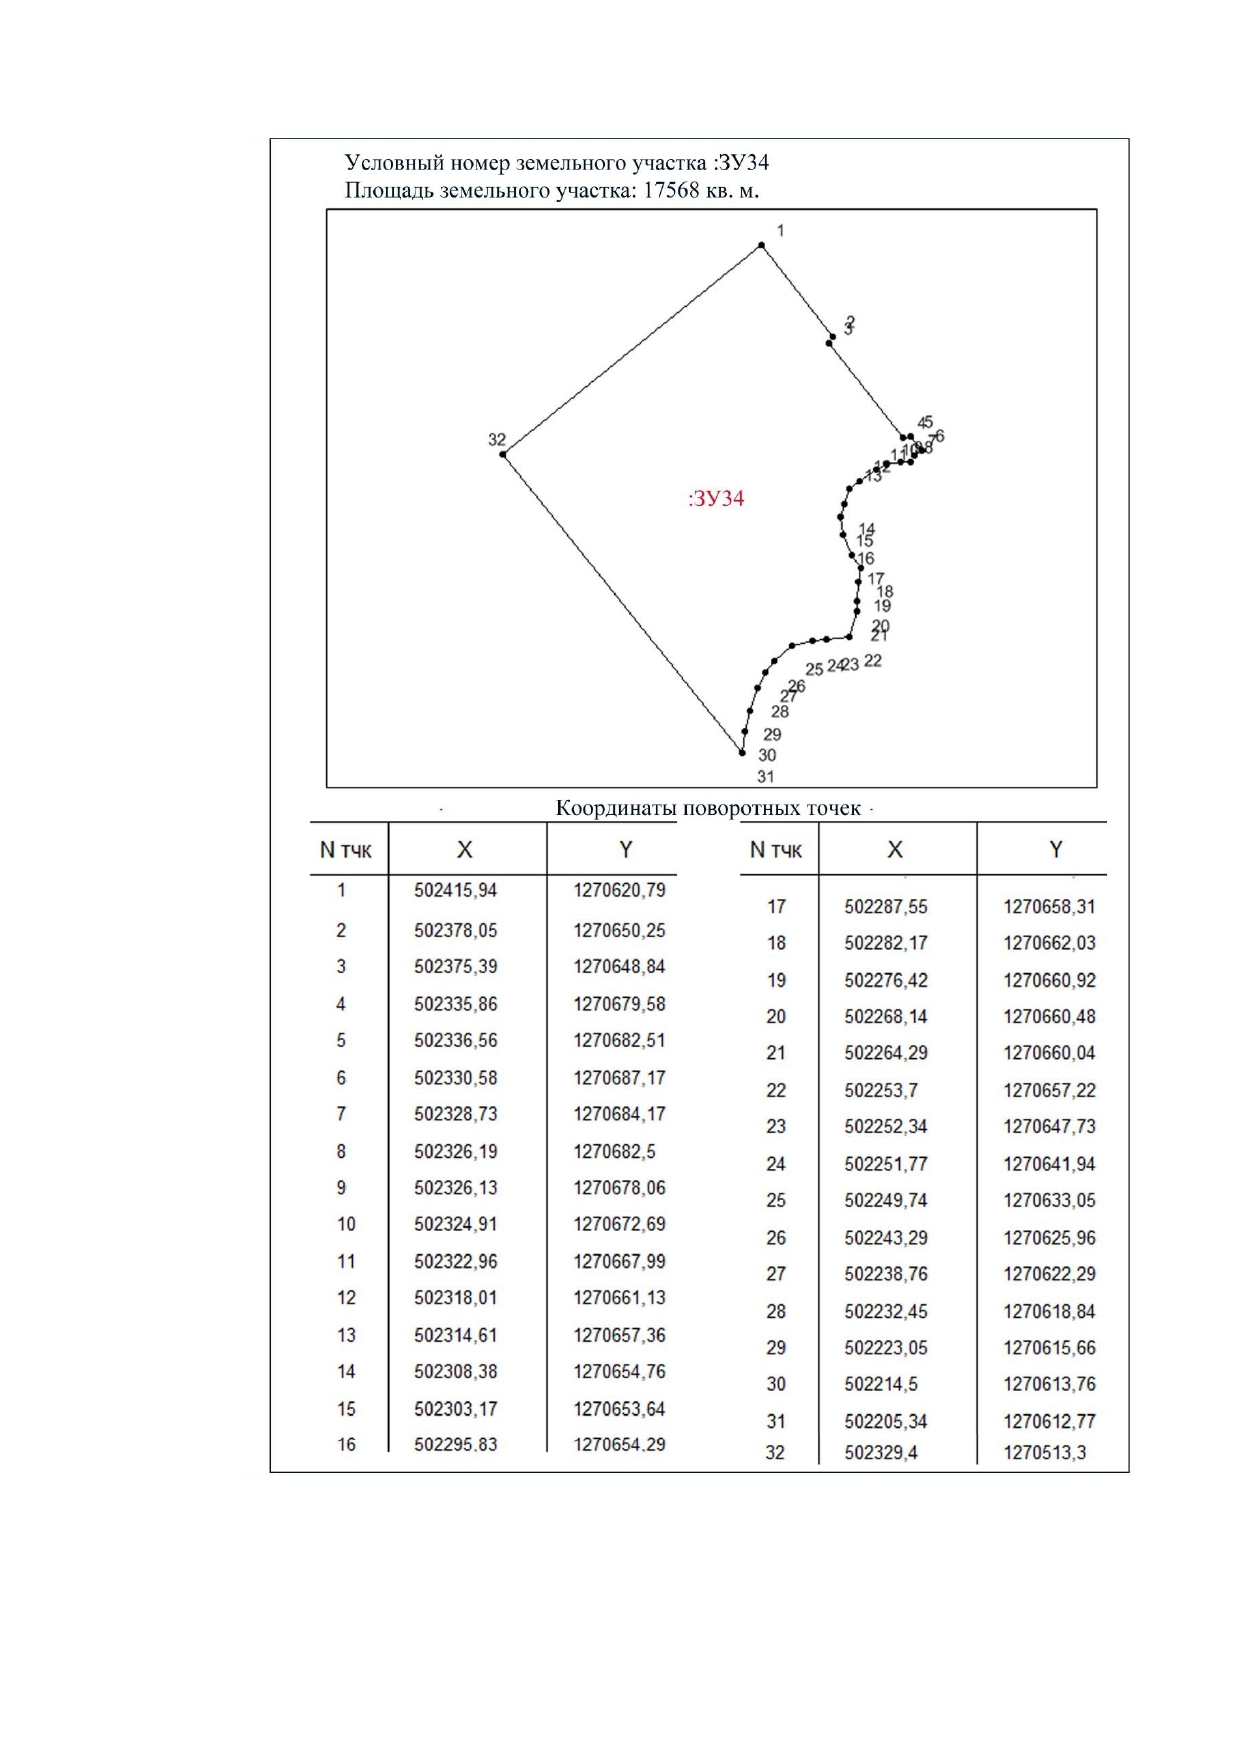 Условный номер земельного участка :ЗУ34
Площадь земельного участка: 17568 кв. м.
1
2
3
4 5
6
7
8
9
10
11
12
13
32
:ЗУ34
14
15
16
17
18
19
20
21
22
23
24
25
26
27
28
29
30
31
Координаты поворотных точек
N тчк X Y
1 502415,94 1270620,79
2 502378,05 1270650,25
3 502375,39 1270648,84
4 502335,86 1270679,58
5 502336,56 1270682,51
6 502330,58 1270687,17
7 502328,73 1270684,17
8 502326,19 1270682,5
9 502326,13 1270678,06
10 502324,91 1270672,69
11 502322,96 1270667,99
12 502318,01 1270661,13
13 502314,61 1270657,36
14 502308,38 1270654,76
15 502303,17 1270653,64
16 502295,83 1270654,29
N тчк X Y
17 502287,55 1270658,31
18 502282,17 1270662,03
19 502276,42 1270660,92
20 502268,14 1270660,48
21 502264,29 1270660,04
22 502253,7 1270657,22
23 502252,34 1270647,73
24 502251,77 1270641,94
25 502249,74 1270633,05
26 502243,29 1270625,96
27 502238,76 1270622,29
28 502232,45 1270618,84
29 502223,05 1270615,66
30 502214,5 1270613,76
31 502205,34 1270612,77
32 502329,4 1270513,3